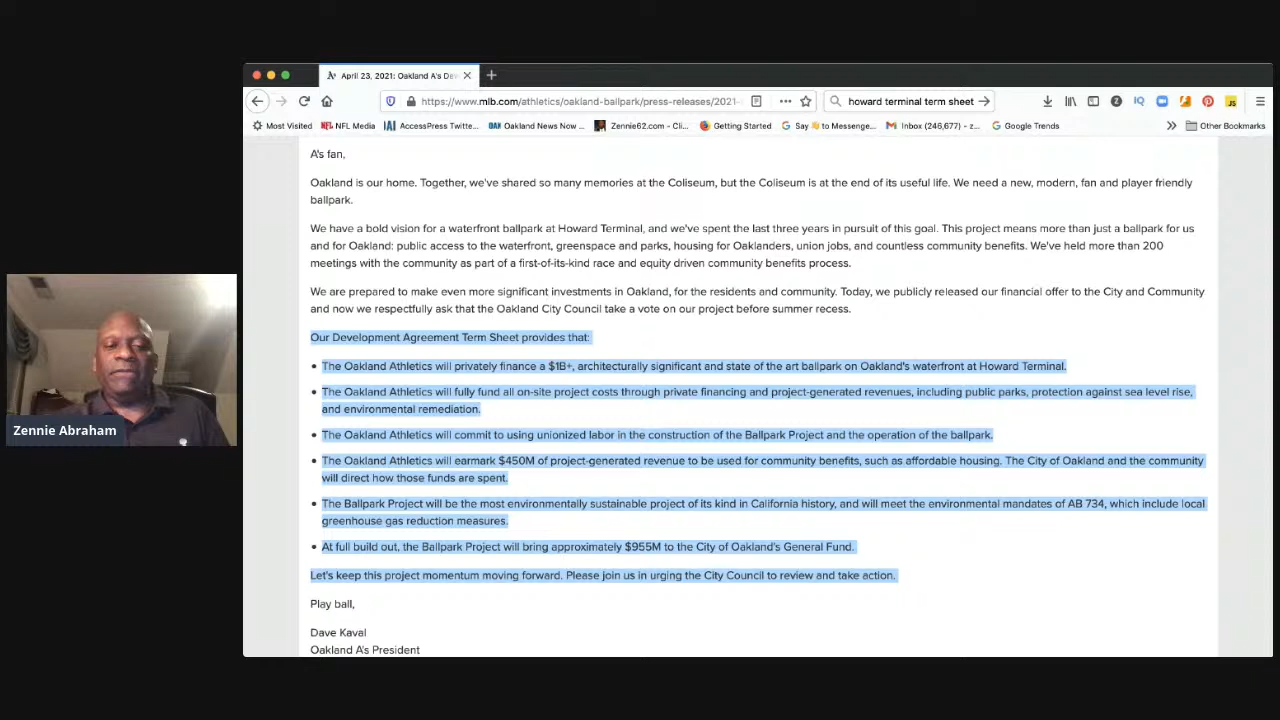 April 23, 2021: Oakland A's Dev
https://www.mlb.com/athletics/oakland-ballpark/press-releases/2021-
howard terminal term sheet
Most Visited NFL Media AccessPress Twitte... Oakland News Now ... Zennie62.com - Cli... Getting Started Say 👋 to Messenge... Inbox (246,677) - z... Google Trends Other Bookmarks
A's fan,
Oakland is our home. Together, we've shared so many memories at the Coliseum, but the Coliseum is at the end of its useful life. We need a new, modern, fan and player friendly
ballpark.
We have a bold vision for a waterfront ballpark at Howard Terminal, and we've spent the last three years in pursuit of this goal. This project means more than just a ballpark for us
and for Oakland: public access to the waterfront, greenspace and parks, housing for Oaklanders, union jobs, and countless community benefits. We've held more than 200
meetings with the community as part of a first-of-its-kind race and equity driven community benefits process.
We are prepared to make even more significant investments in Oakland, for the residents and community. Today, we publicly released our financial offer to the City and Community
and now we respectfully ask that the Oakland City Council take a vote on our project before summer recess.
Our Development Agreement Term Sheet provides that:
• The Oakland Athletics will privately finance a $1B+, architecturally significant and state of the art ballpark on Oakland's waterfront at Howard Terminal.
• The Oakland Athletics will fully fund all on-site project costs through private financing and project-generated revenues, including public parks, protection against sea level rise,
and environmental remediation.
• The Oakland Athletics will commit to using unionized labor in the construction of the Ballpark Project and the operation of the ballpark.
• The Oakland Athletics will earmark $450M of project-generated revenue to be used for community benefits, such as affordable housing. The City of Oakland and the community
will direct how those funds are spent.
• The Ballpark Project will be the most environmentally sustainable project of its kind in California history, and will meet the environmental mandates of AB 734, which include local
greenhouse gas reduction measures.
• At full build out, the Ballpark Project will bring approximately $955M to the City of Oakland's General Fund.
Let's keep this project momentum moving forward. Please join us in urging the City Council to review and take action.
Play ball,
Dave Kaval
Oakland A's President
Zennie Abraham